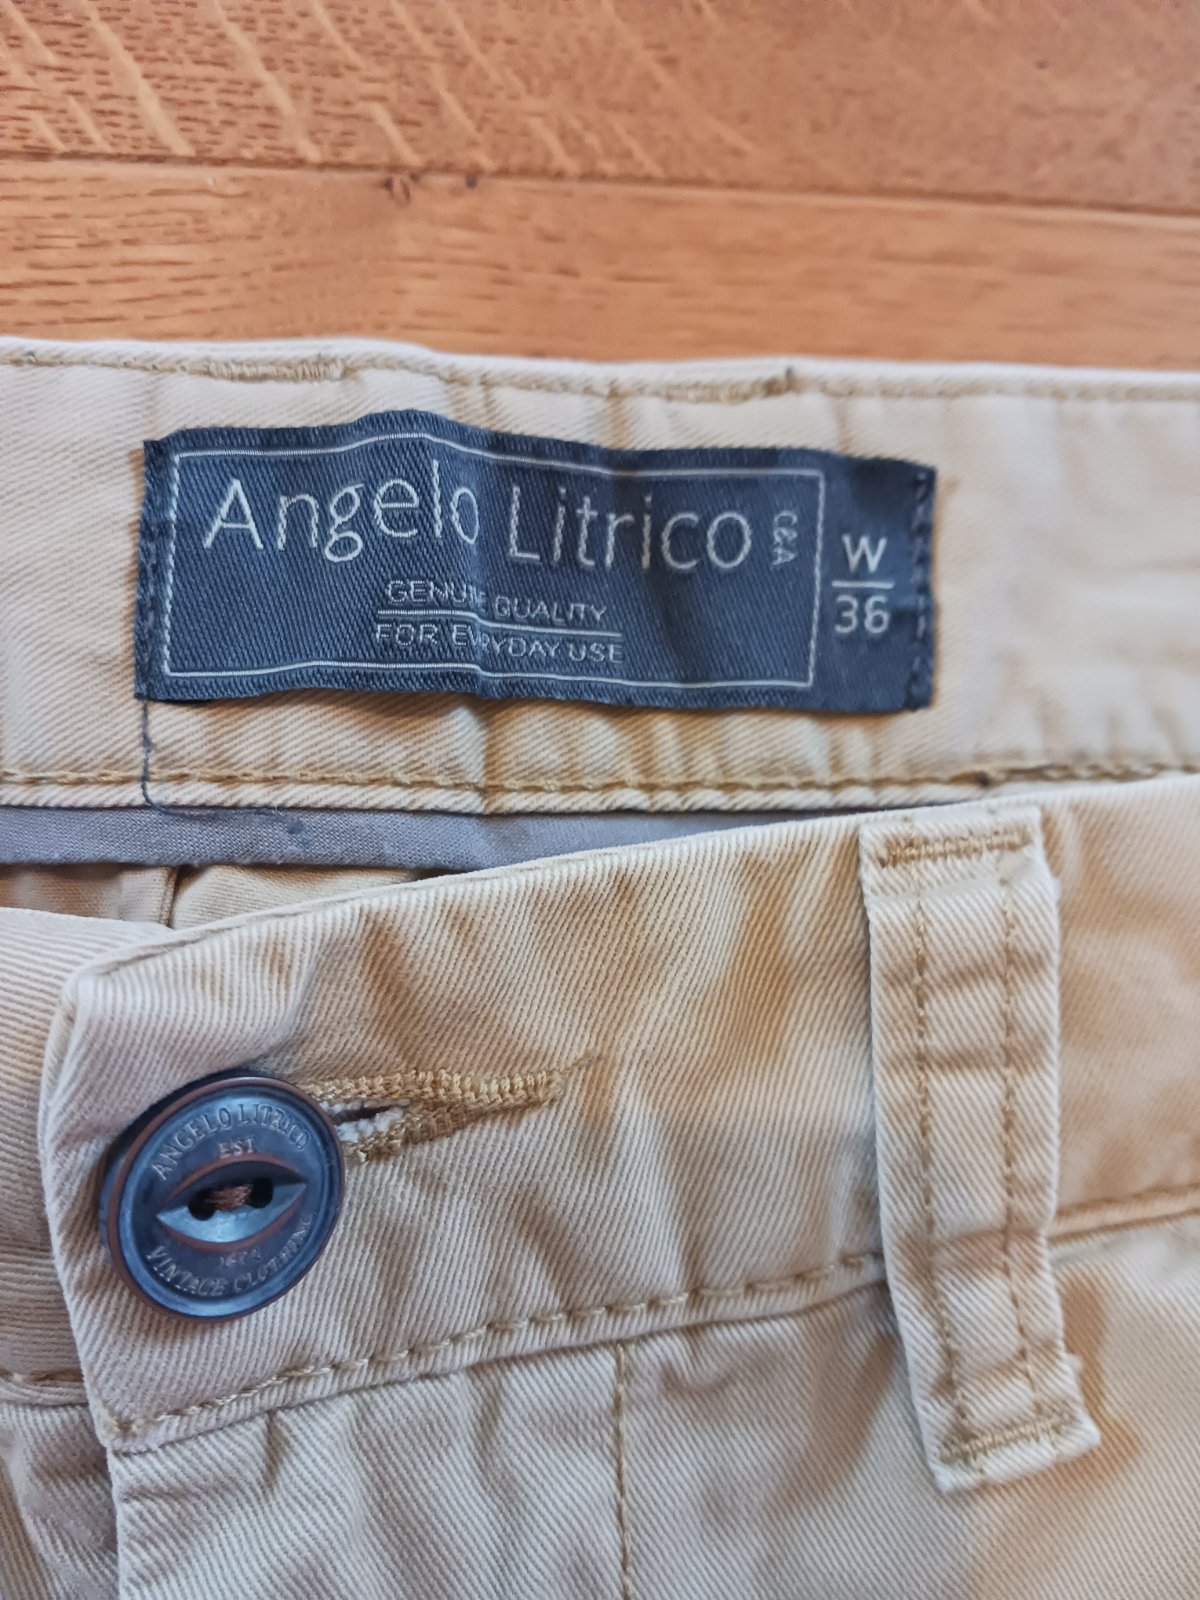 Angelo Litrico
C&A
GENUINE QUALITY
FOR EVERYDAY USE
W
36
ANGELO LITRICO
EST
VINTAGE CLOTHING